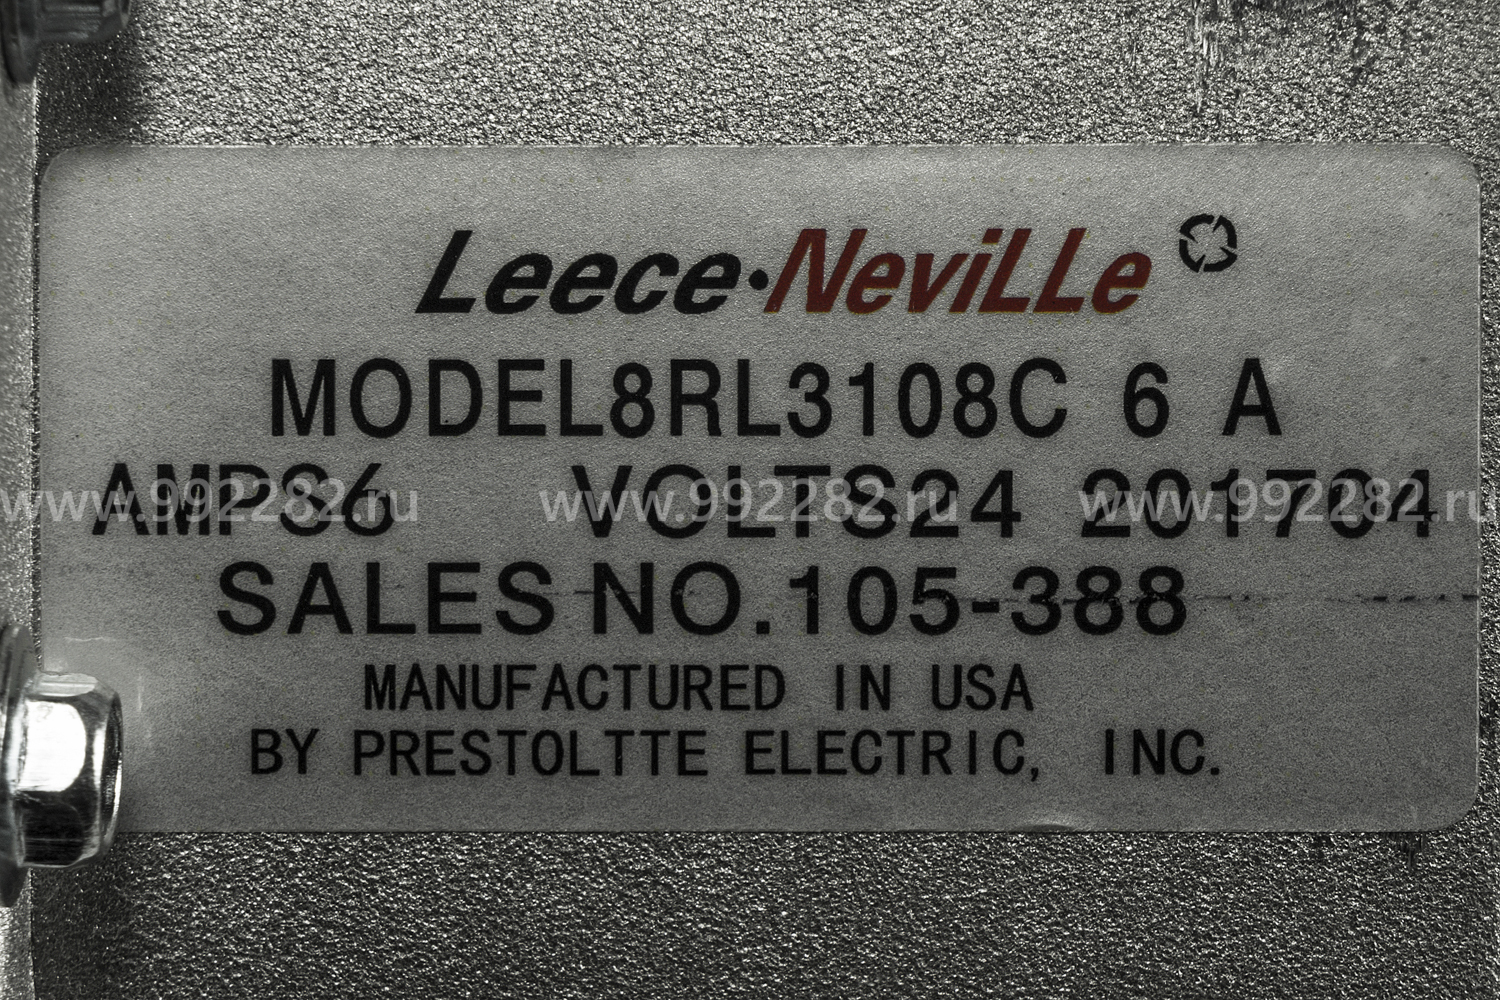 Leece·NeviLLe
MODEL8RL3108C 6 A
AMPS6 VOLTS24 201704
www.992282.ru www.992282.ru www.992282.ru
SALES NO.105-388
MANUFACTURED IN USA
BY PRESTOLTTE ELECTRIC, INC.